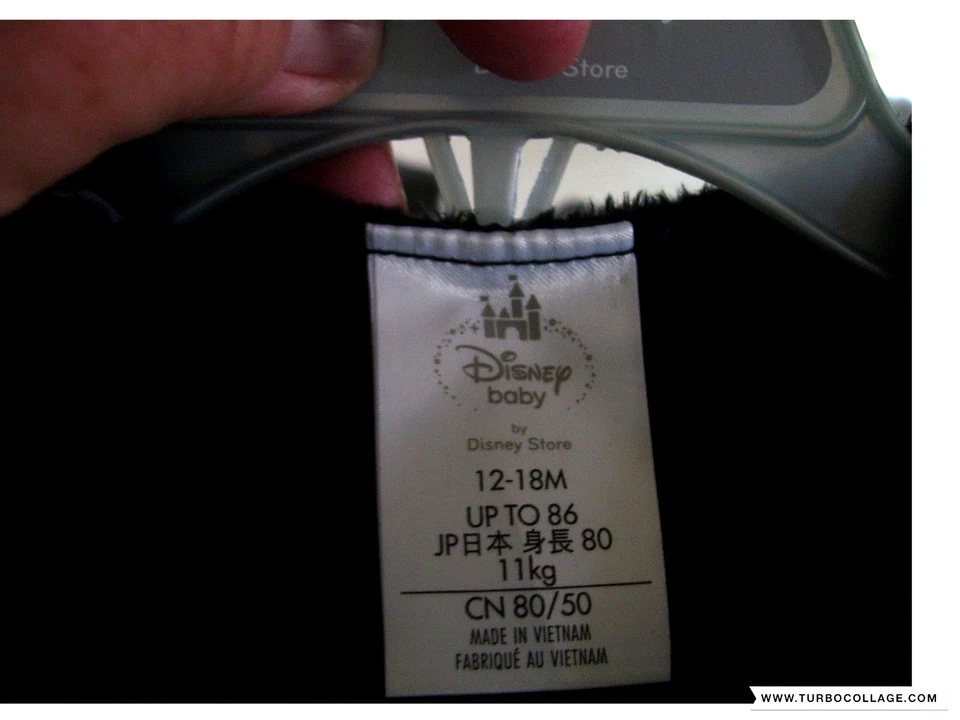 Store
Disney
baby
by
Disney Store
12-18M
UP TO 86
JP日本 身長 80
11kg
CN 80/50
MADE IN VIETNAM
FABRIQUÉ AU VIETNAM
WWW.TURBOCOLLAGE.COM